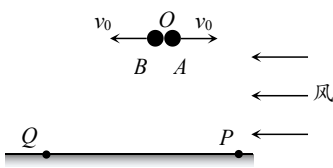 v₀ O v₀
B A
风
Q P